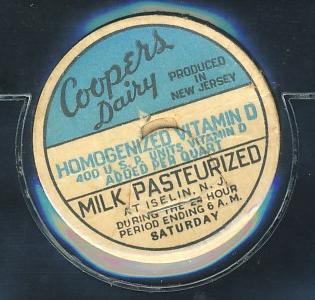 Coopers
Dairy
PRODUCED
IN
NEW JERSEY
HOMOGENIZED VITAMIN D
400 U.S.P. UNITS VITAMIN D
ADDED PER QUART
MILK PASTEURIZED
AT ISELIN, N.J.
DURING THE 24 HOUR
PERIOD ENDING 6 A.M.
SATURDAY